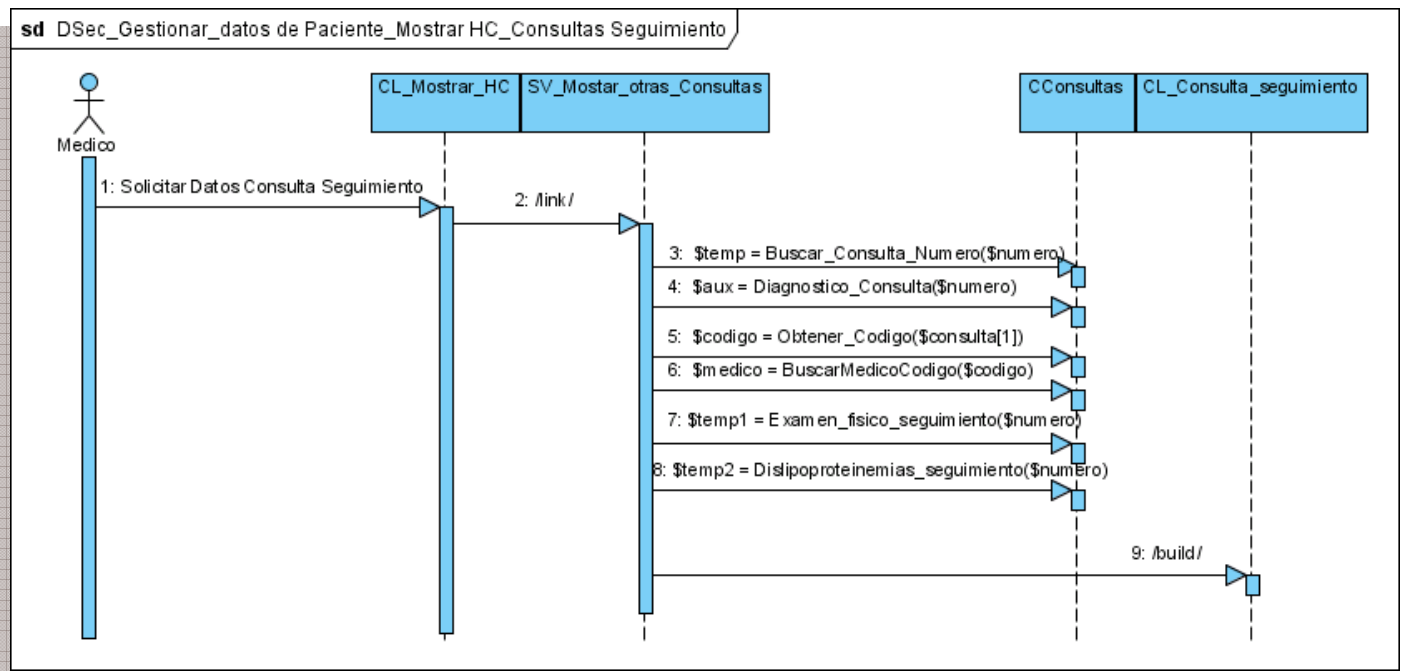 sd DSec_Gestionar_datos de Paciente_Mostrar HC_Consultas Seguimiento
CL_Mostrar_HC
SV_Mostar_otras_Consultas
CConsultas
CL_Consulta_seguimiento
Medico
1: Solicitar Datos Consulta Seguimiento
2: /link/
3: $temp = Buscar_Consulta_Numero($numero)
4: $aux = Diagnostico_Consulta($numero)
5: $codigo = Obtener_Codigo($consulta[1])
6: $medico = BuscarMedicoCodigo($codigo)
7: $temp1 = Examen_fisico_seguimiento($numero)
8: $temp2 = Dislipoproteinemias_seguimiento($numero)
9: /build/